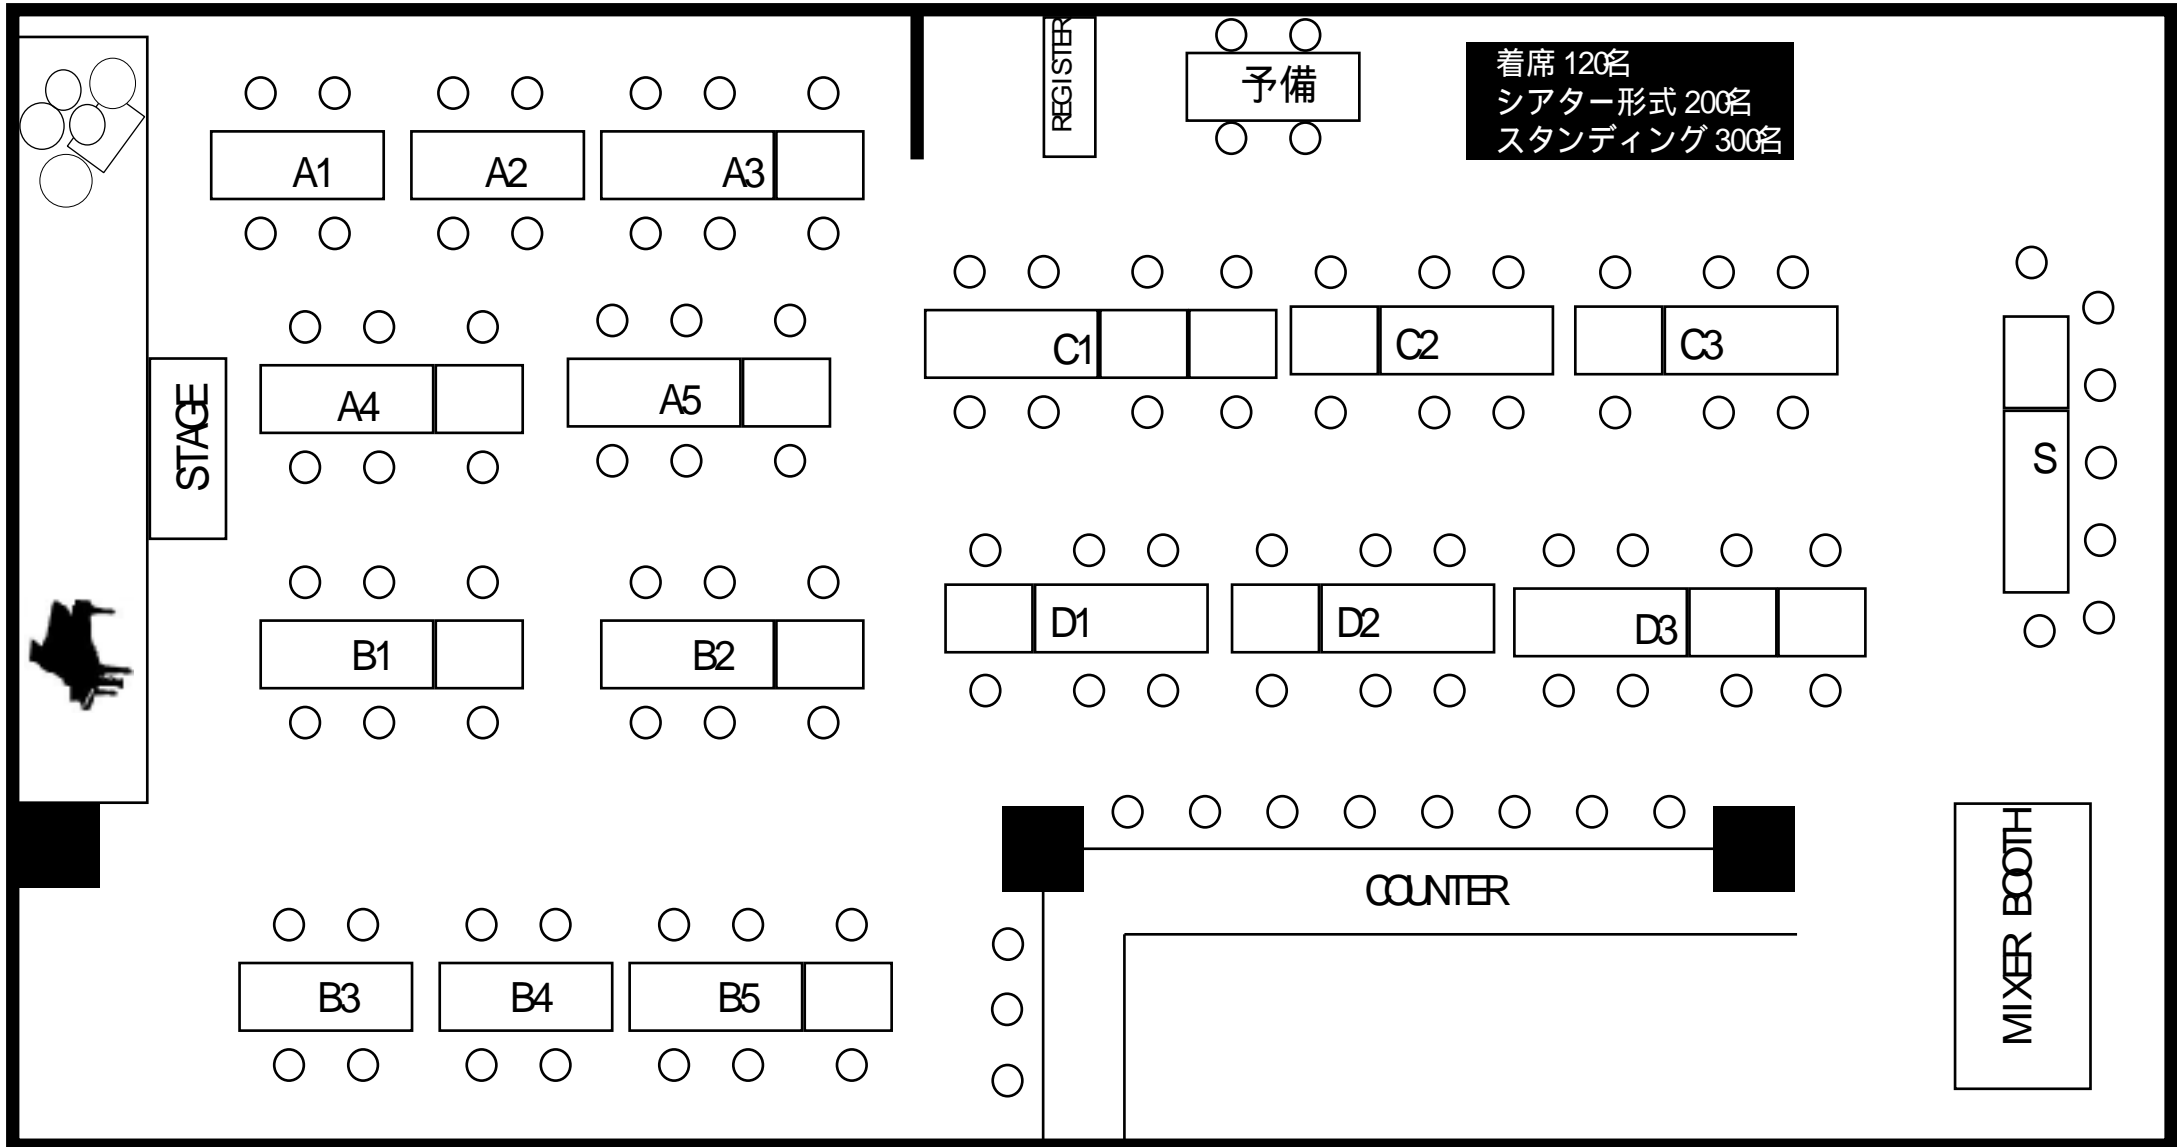 REGISTER
予備
着席 120名
シアター形式 200名
スタンディング 300名
A1
A2
A3
C1
C2
C3
A4
A5
STAGE
S
B1
B2
D1
D2
D3
COUNTER
MIXER BOOTH
B3
B4
B5